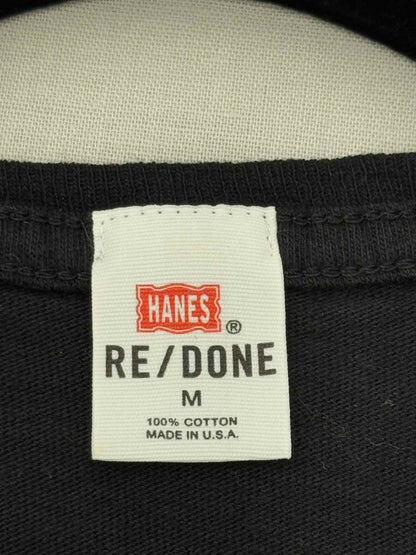 HANES
®
RE/DONE
M
100% COTTON
MADE IN U.S.A.